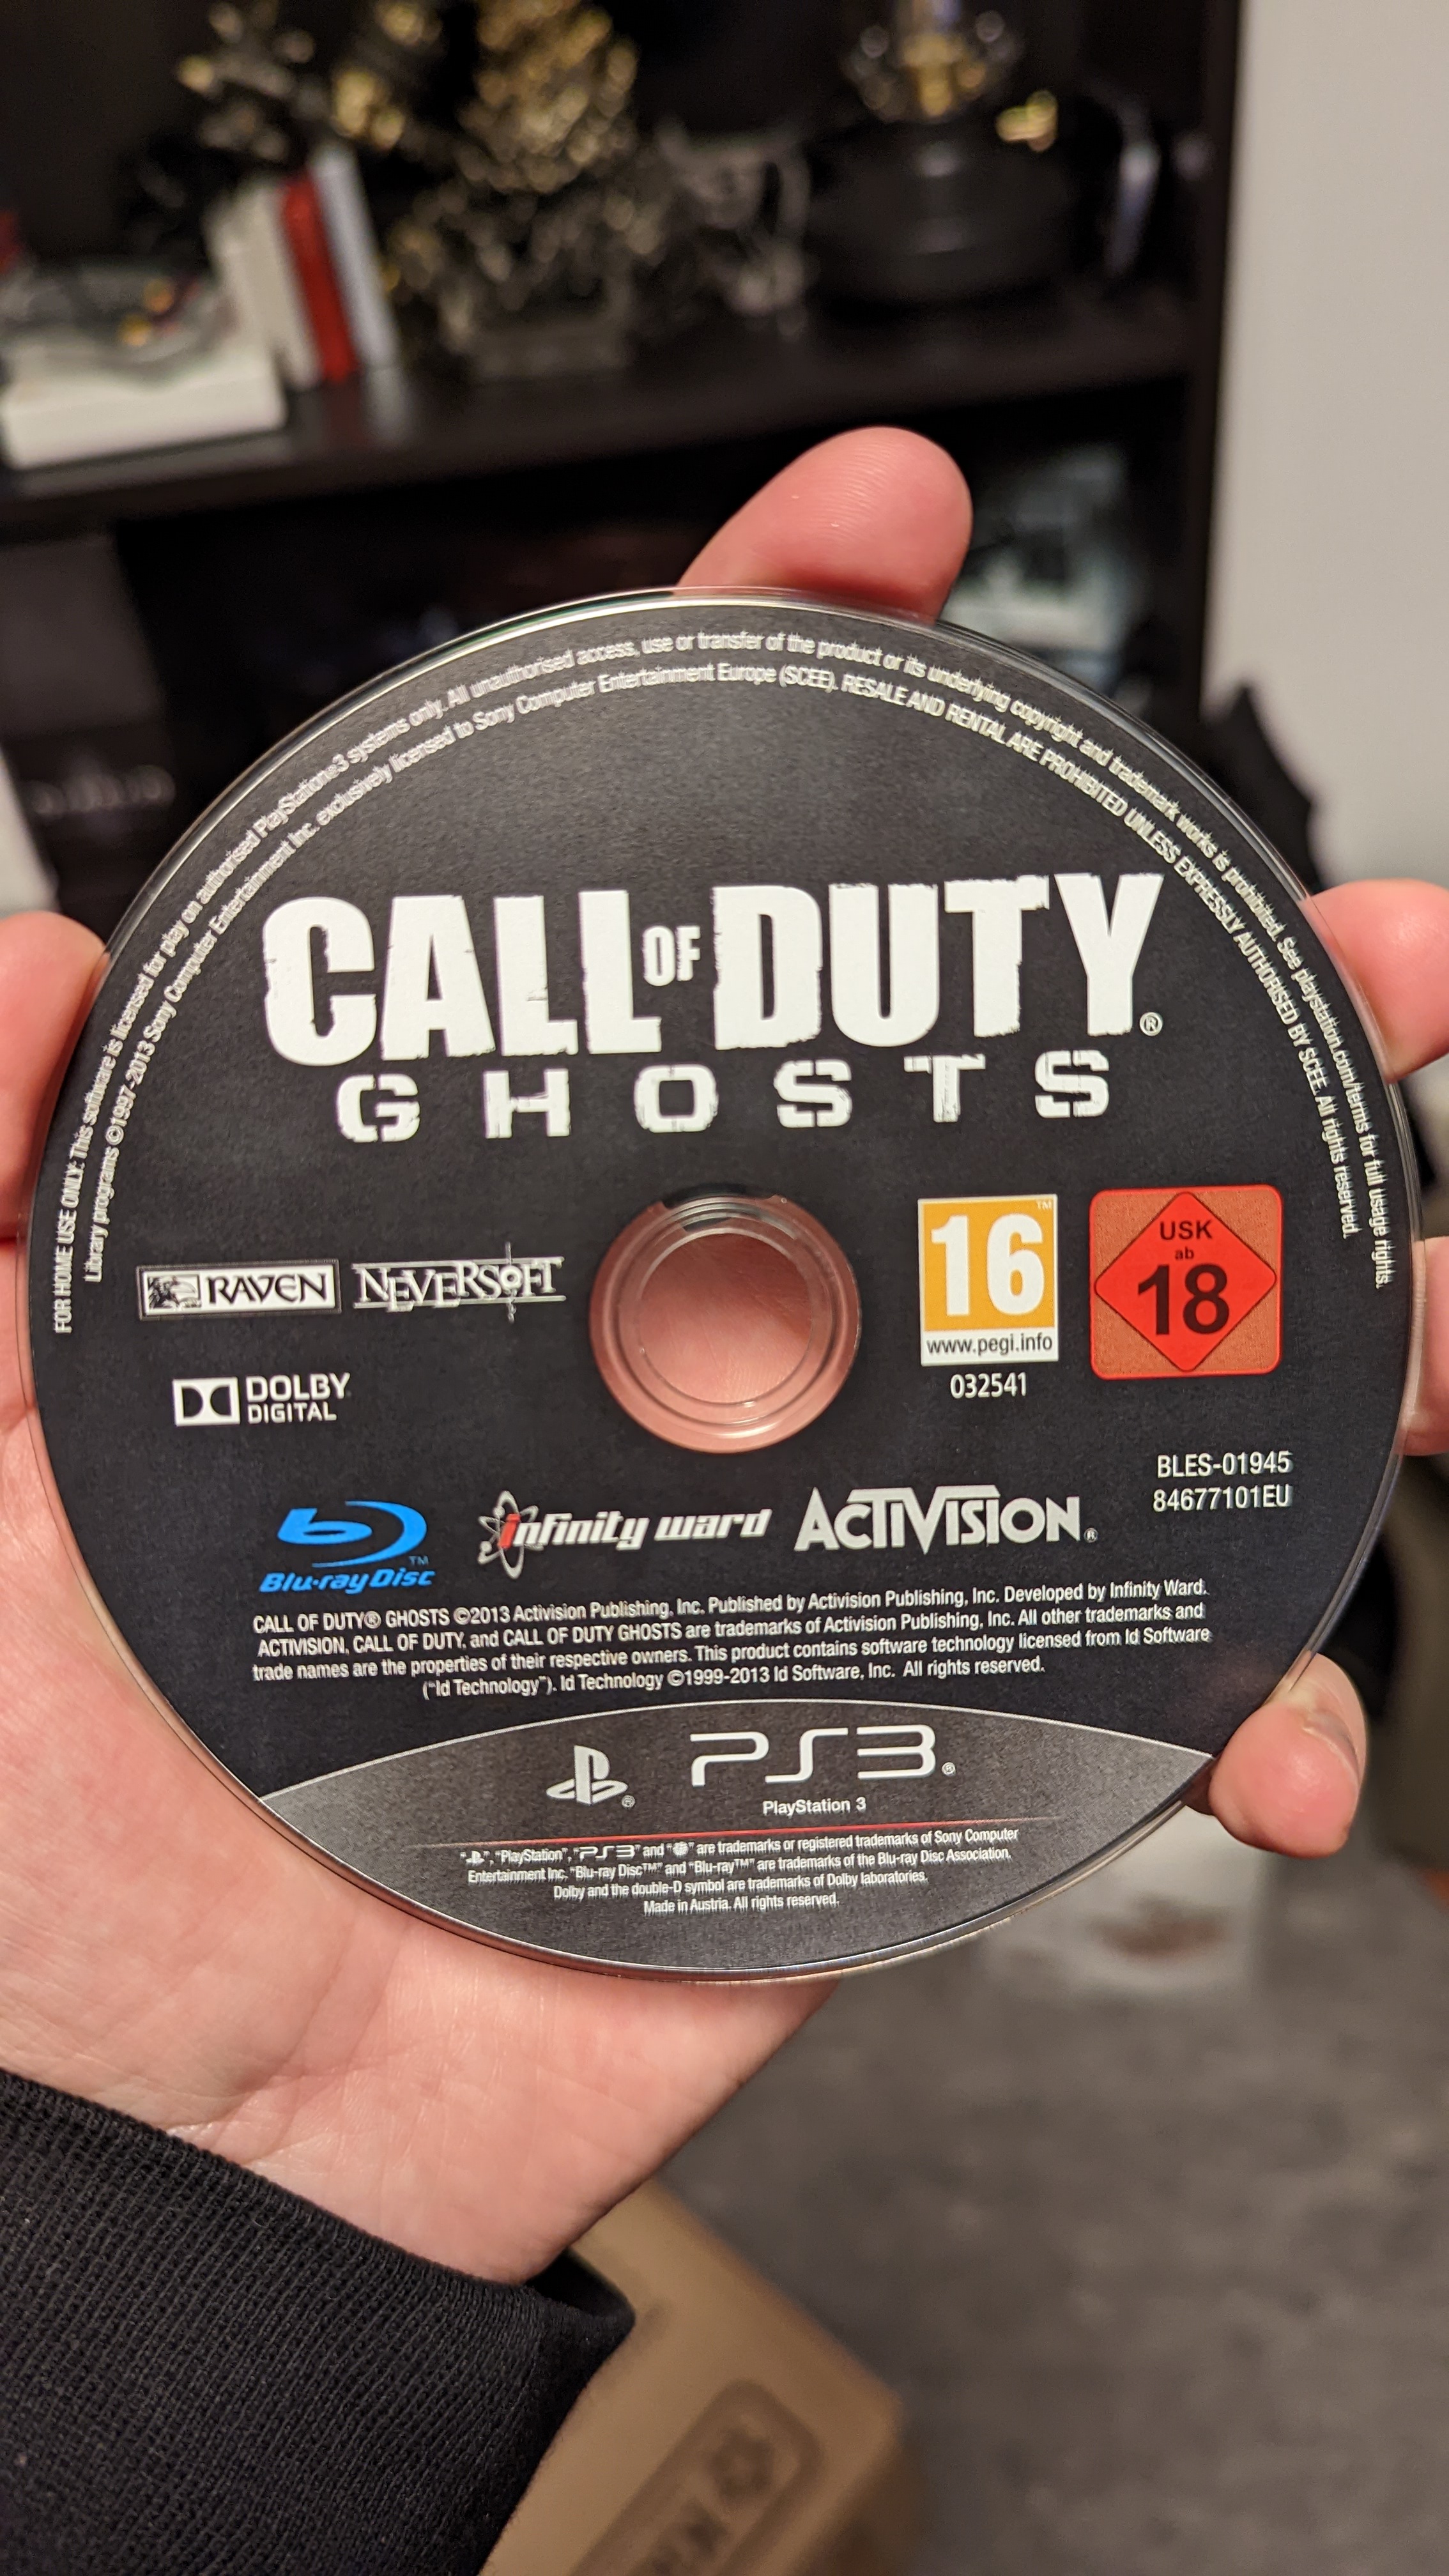 FOR HOME USE ONLY: This software is licensed for play on authorised PlayStation®3 systems only. All unauthorised access, use or transfer of the product or its underlying copyright and trademark works is prohibited. See playstation.com/terms for full usage rights.
Library programs ©1997-2013 Sony Computer Entertainment Inc. exclusively licensed to Sony Computer Entertainment Europe (SCEE). RESALE AND RENTAL ARE PROHIBITED UNLESS EXPRESSLY AUTHORISED BY SCEE. All rights reserved.
CALL OF DUTY®
GHOSTS
RAVEN NEVERSOFT
16™ USK
ab
18
www.pegi.info
032541
DOLBY
DIGITAL
BLES-01945
84677101EU
Blu-ray Disc™ infinity ward ACTIVISION®
CALL OF DUTY® GHOSTS ©2013 Activision Publishing, Inc. Published by Activision Publishing, Inc. Developed by Infinity Ward.
ACTIVISION, CALL OF DUTY, and CALL OF DUTY GHOSTS are trademarks of Activision Publishing, Inc. All other trademarks and
trade names are the properties of their respective owners. This product contains software technology licensed from Id Software
("Id Technology"). Id Technology ©1999-2013 Id Software, Inc. All rights reserved.
® PS3®
PlayStation 3
" ", "PlayStation", "PS3" and " " are trademarks or registered trademarks of Sony Computer
Entertainment Inc. "Blu-ray Disc™" and "Blu-ray™" are trademarks of the Blu-ray Disc Association.
Dolby and the double-D symbol are trademarks of Dolby laboratories.
Made in Austria. All rights reserved.